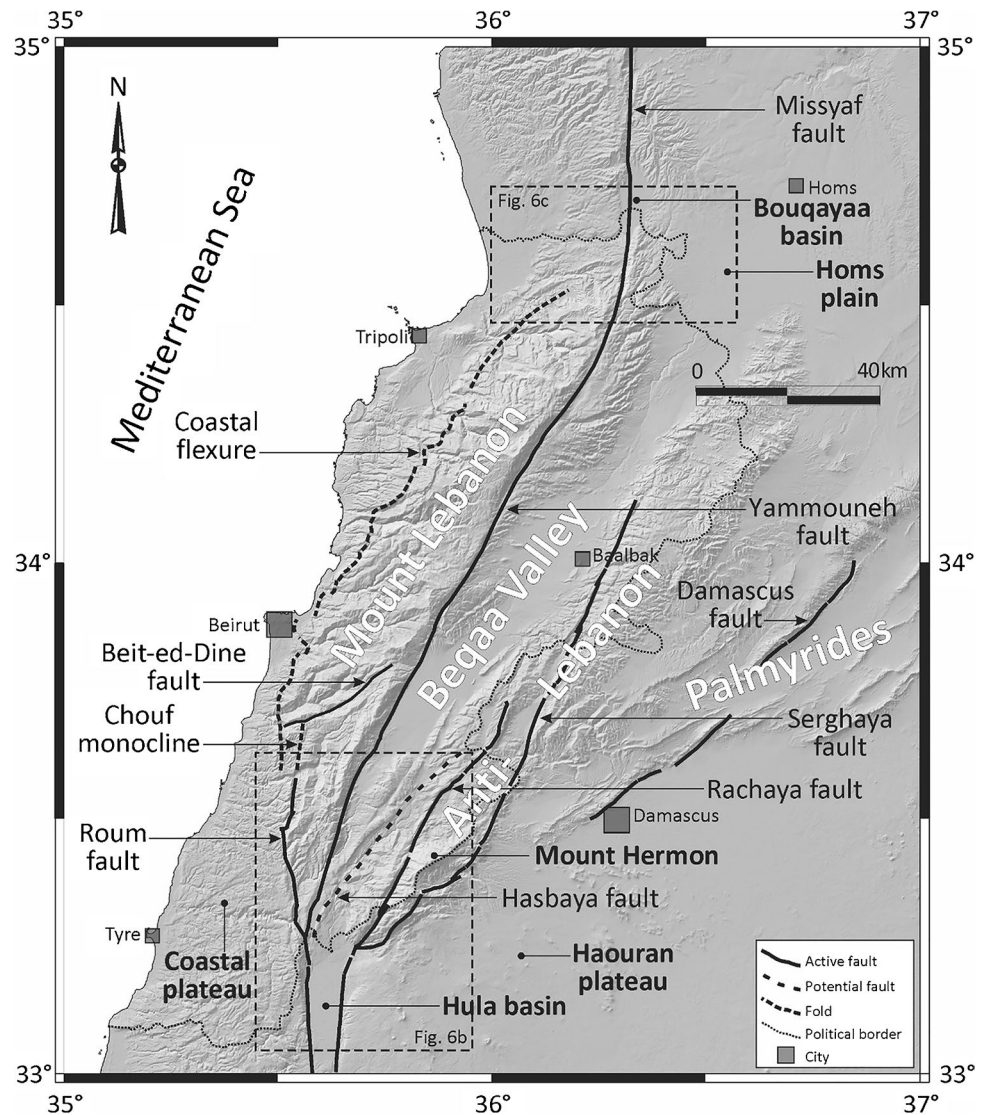 35°
36°
37°
35°
35°
N
Missyaf
fault
Homs
Fig. 6c
Bouqayaa
basin
Homs
plain
Mediterranean Sea
Tripoli
0
40km
Coastal
flexure
Mount Lebanon
Yammouneh
fault
Beqaa Valley
34°
34°
Baalbak
Damascus
fault
Beirut
Beit-ed-Dine
fault
Anti-
Lebanon
Palmyrides
Chouf
monocline
Serghaya
fault
Rachaya fault
Damascus
Roum
fault
Mount Hermon
Hasbaya fault
Tyre
Coastal
plateau
Haouran
plateau
Hula basin
Fig. 6b
Active fault
Potential fault
Fold
Political border
City
33°
33°
35°
36°
37°